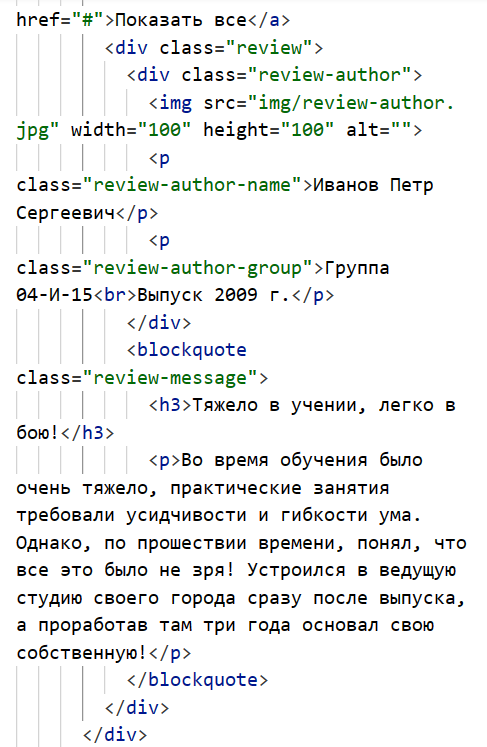 href="#">Показать все</a>
<div class="review">
<div class="review-author">
<img src="img/review-author.
jpg" width="100" height="100" alt="">
<p
class="review-author-name">Иванов Петр
Сергеевич</p>
<p
class="review-author-group">Группа
04-И-15<br>Выпуск 2009 г.</p>
</div>
<blockquote
class="review-message">
<h3>Тяжело в учении, легко в
бою!</h3>
<p>Во время обучения было
очень тяжело, практические занятия
требовали усидчивости и гибкости ума.
Однако, по прошествии времени, понял, что
все это было не зря! Устроился в ведущую
студию своего города сразу после выпуска,
а проработав там три года основал свою
собственную!</p>
</blockquote>
</div>
</div>